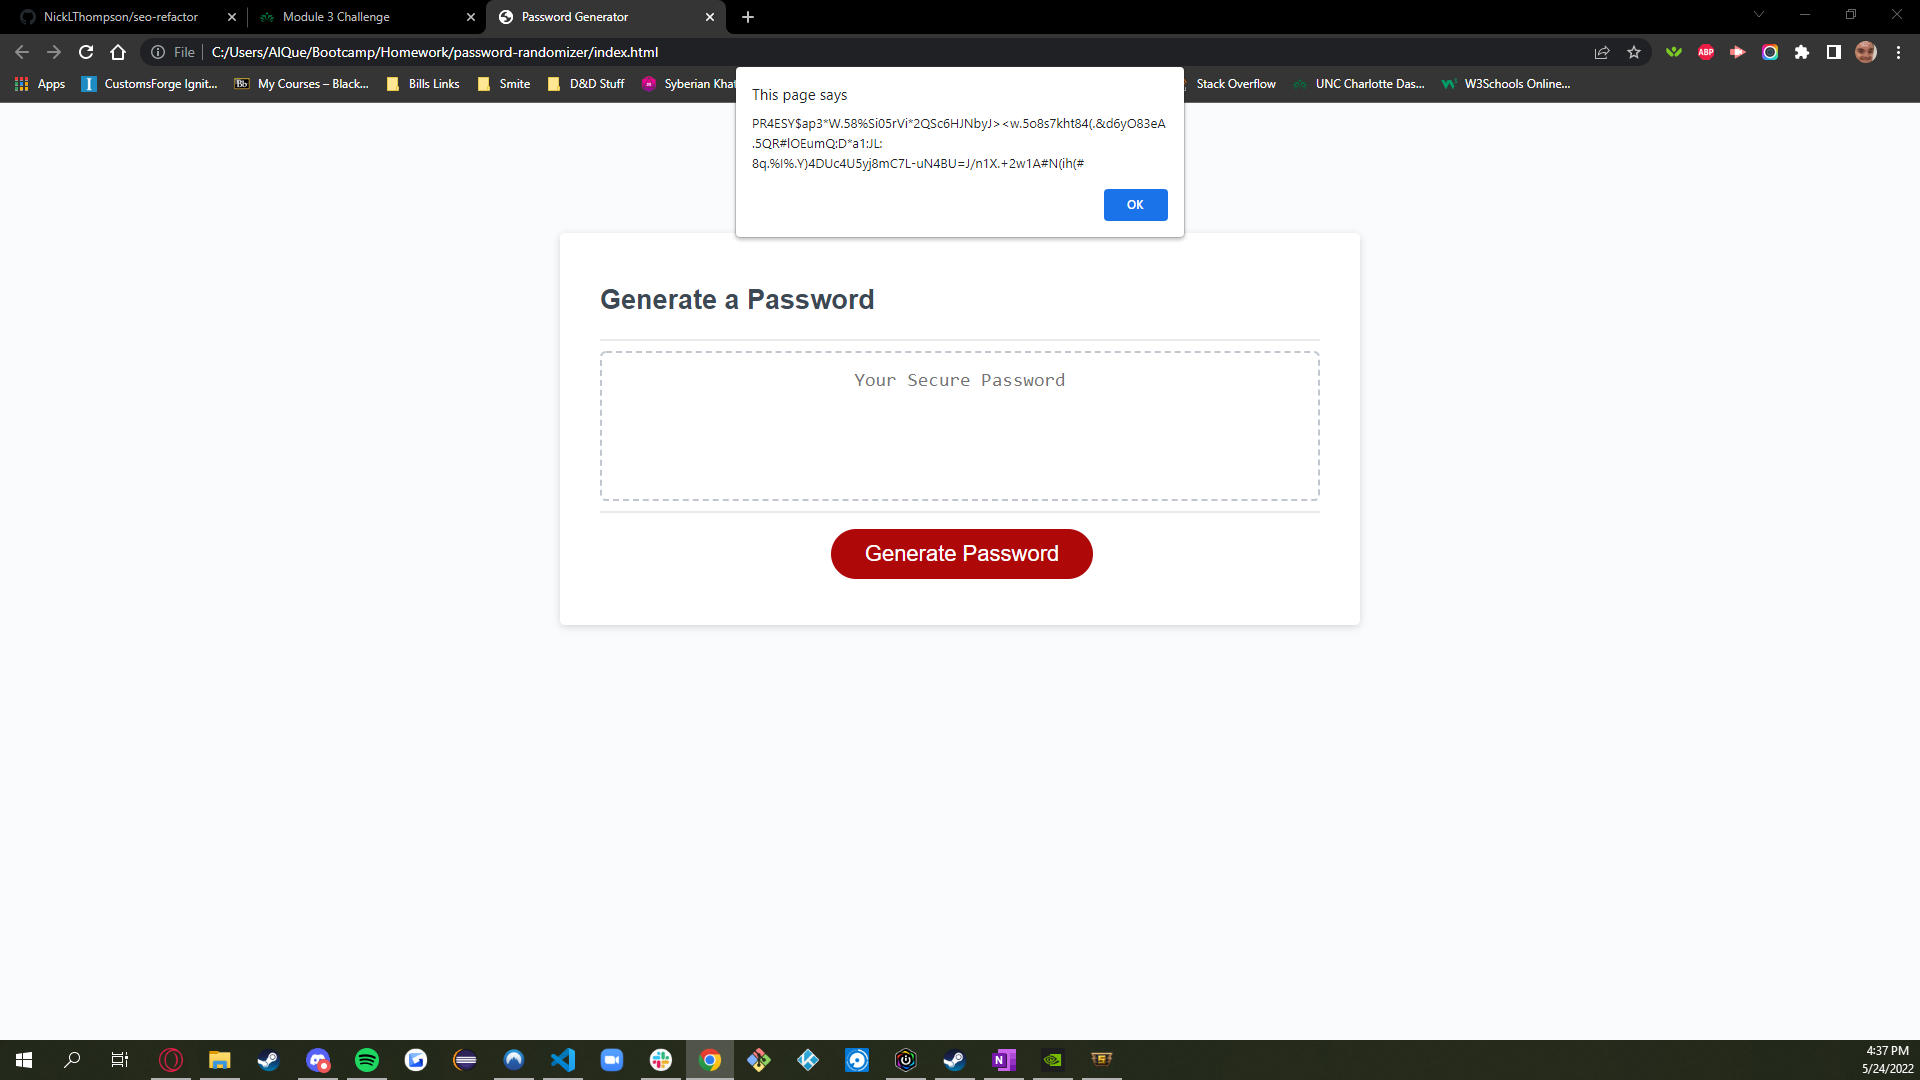 NickLThompson/seo-refactor
Module 3 Challenge
Password Generator
File
C:/Users/AlQue/Bootcamp/Homework/password-randomizer/index.html
ABP
Apps
CustomsForge Ignit...
Bb
My Courses – Black...
Bills Links
Smite
D&D Stuff
Syberian Khat
Stack Overflow
UNC Charlotte Das...
W3Schools Online...
This page says
PR4ESY$ap3*W.58%Si05rVi*2QSc6HJNbyJ><w.5o8s7kht84(.&d6yO83eA
.5QR#lOEumQ:D*a1:JL:
8q.%I%.Y)4DUc4U5yj8mC7L-uN4BU=J/n1X.+2w1A#N(ih(#
OK
Generate a Password
Your Secure Password
Generate Password
4:37 PM
5/24/2022